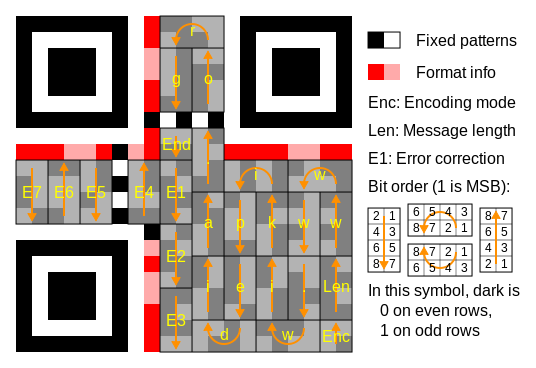 r
g o
End .
E7 E6 E5 E4 E1 i w
a p k w w
E2
i e i . Len
E3
d w Enc
Fixed patterns
Format info
Enc: Encoding mode
Len: Message length
E1: Error correction
Bit order (1 is MSB):
2 1
4 3
6 5
8 7
6 5 4 3
8 7 2 1
8 7 2 1
6 5 4 3
8 7
6 5
4 3
2 1
In this symbol, dark is
0 on even rows,
1 on odd rows